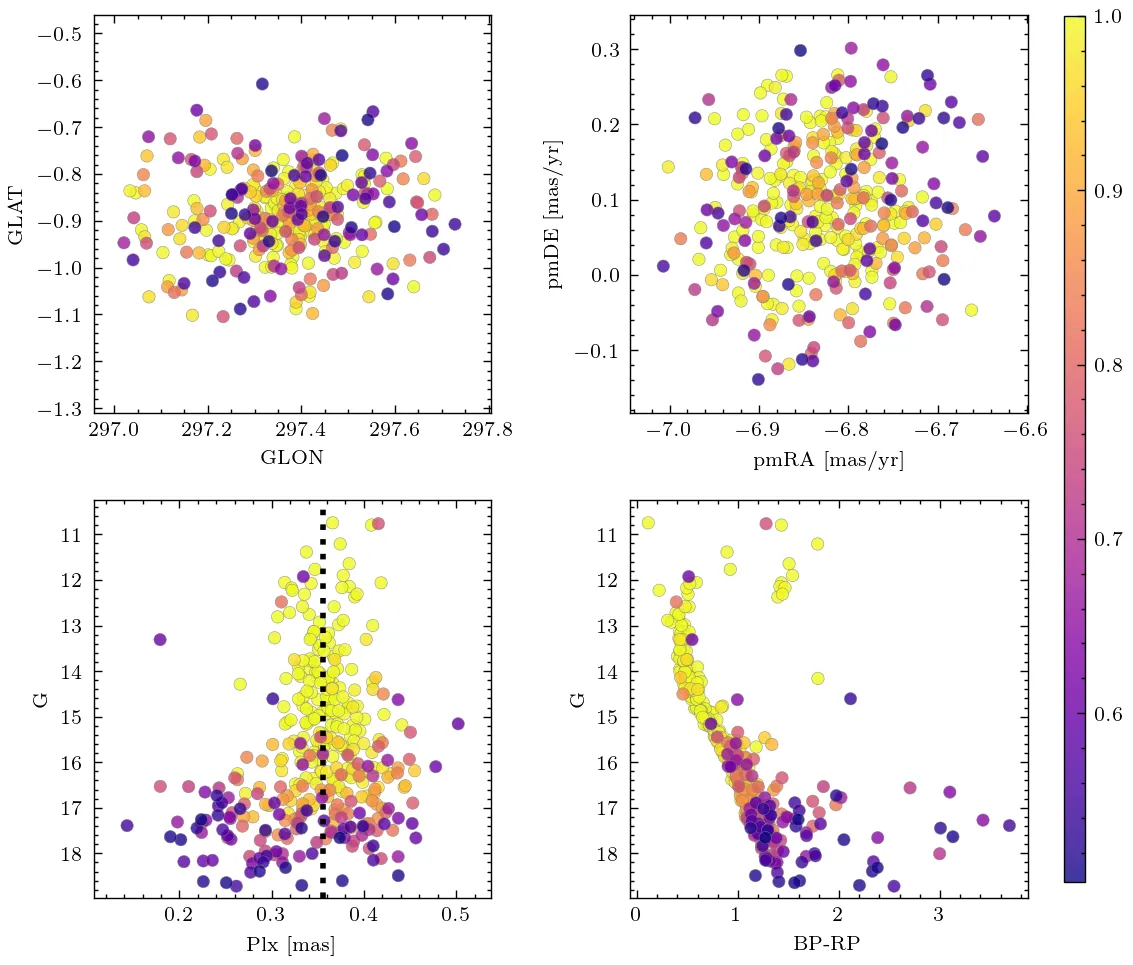 −0.5
−0.6
−0.7
−0.8
−0.9
−1.0
−1.1
−1.2
−1.3
GLAT
297.0 297.2 297.4 297.6 297.8
GLON
0.3
0.2
0.1
0.0
−0.1
pmDE [mas/yr]
−7.0 −6.9 −6.8 −6.7 −6.6
pmRA [mas/yr]
1.0
0.9
0.8
0.7
0.6
11
12
13
14
15
16
17
18
G
0.2 0.3 0.4 0.5
Plx [mas]
11
12
13
14
15
16
17
18
G
0 1 2 3
BP-RP